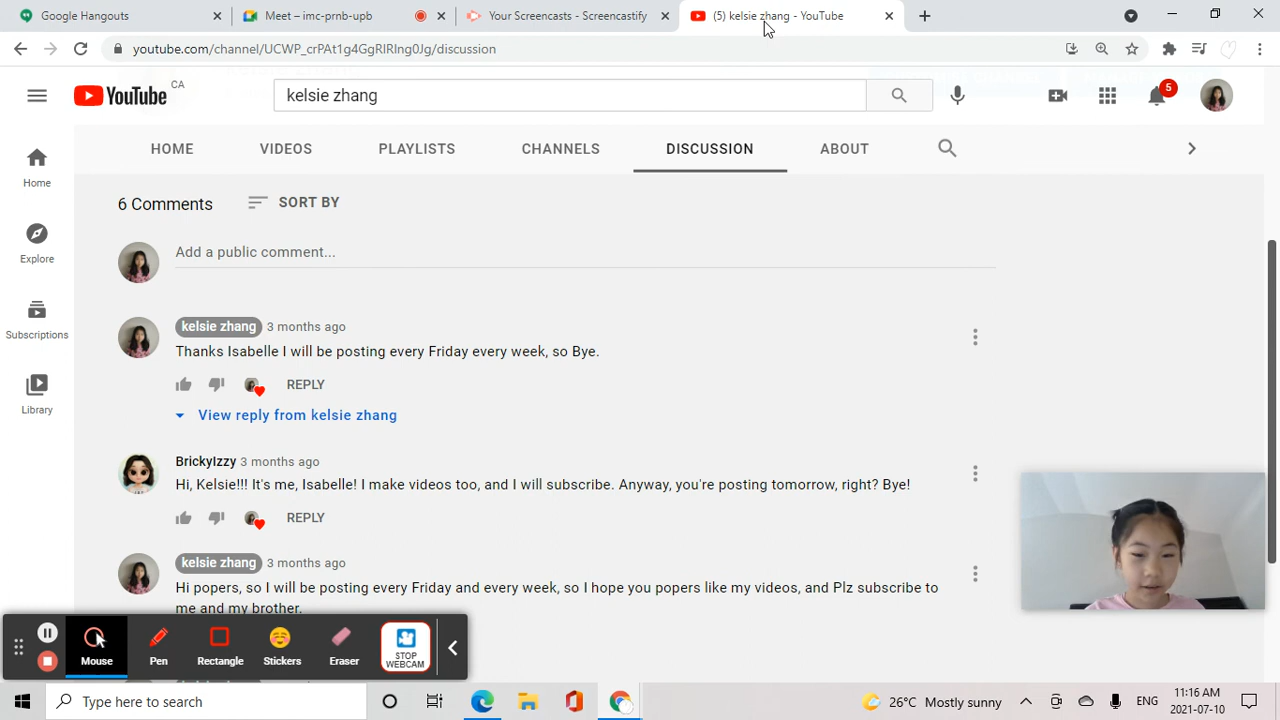 Google Hangouts
Meet – imc-prnb-upb
Your Screencasts - Screencastify
(5) kelsie zhang - YouTube
youtube.com/channel/UCWP_crPAt1g4GgRlRlng0Jg/discussion
YouTube CA
kelsie zhang
5
HOME VIDEOS PLAYLISTS CHANNELS DISCUSSION ABOUT
Home
Explore
Subscriptions
Library
6 Comments SORT BY
Add a public comment...
kelsie zhang 3 months ago
Thanks Isabelle I will be posting every Friday every week, so Bye.
REPLY
View reply from kelsie zhang
BrickyIzzy 3 months ago
Hi, Kelsie!!! It's me, Isabelle! I make videos too, and I will subscribe. Anyway, you're posting tomorrow, right? Bye!
REPLY
kelsie zhang 3 months ago
Hi popers, so I will be posting every Friday and every week, so I hope you popers like my videos, and Plz subscribe to
me and my brother.
Mouse
Pen
Rectangle
Stickers
Eraser
STOP
WEBCAM
Type here to search
26°C Mostly sunny
ENG
11:16 AM
2021-07-10